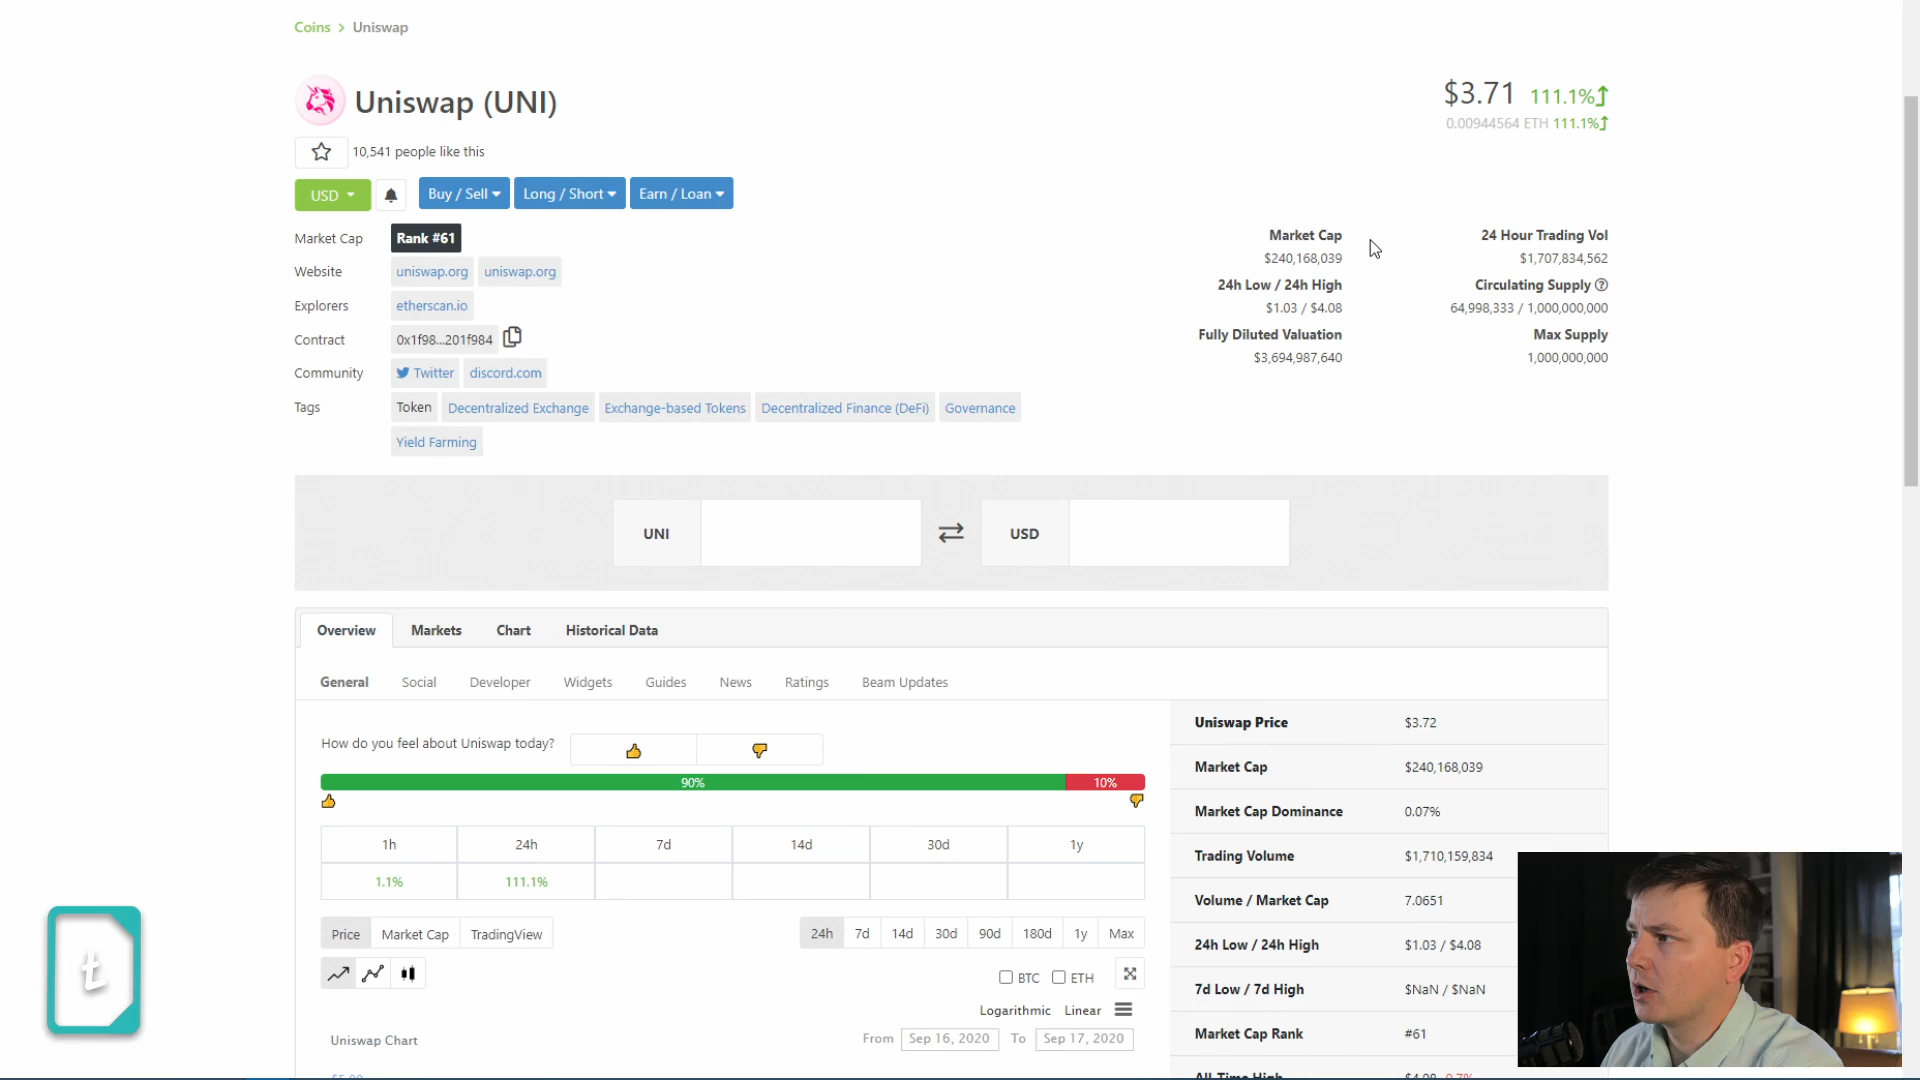 Coins > Uniswap
Uniswap (UNI)
$3.71 111.1%
0.00944564 ETH 111.1%
10,541 people like this
USD Buy / Sell Long / Short Earn / Loan
Market Cap Rank #61
Website uniswap.org uniswap.org
Explorers etherscan.io
Contract 0x1f98...201f984
Community Twitter discord.com
Tags Token Decentralized Exchange Exchange-based Tokens Decentralized Finance (DeFi) Governance
Yield Farming
Market Cap 24 Hour Trading Vol
$240,168,039 $1,707,834,562
24h Low / 24h High Circulating Supply
$1.03 / $4.08 64,998,333 / 1,000,000,000
Fully Diluted Valuation Max Supply
$3,694,987,640 1,000,000,000
UNI USD
Overview Markets Chart Historical Data
General Social Developer Widgets Guides News Ratings Beam Updates
How do you feel about Uniswap today?
90% 10%
1h 24h 7d 14d 30d 1y
1.1% 111.1%
Price Market Cap TradingView 24h 7d 14d 30d 90d 180d 1y Max
BTC ETH
Logarithmic Linear
Uniswap Chart From Sep 16, 2020 To Sep 17, 2020
$5.00
Uniswap Price $3.72
Market Cap $240,168,039
Market Cap Dominance 0.07%
Trading Volume $1,710,159,834
Volume / Market Cap 7.0651
24h Low / 24h High $1.03 / $4.08
7d Low / 7d High $NaN / $NaN
Market Cap Rank #61
All-Time High $4.08 -9.7%
t